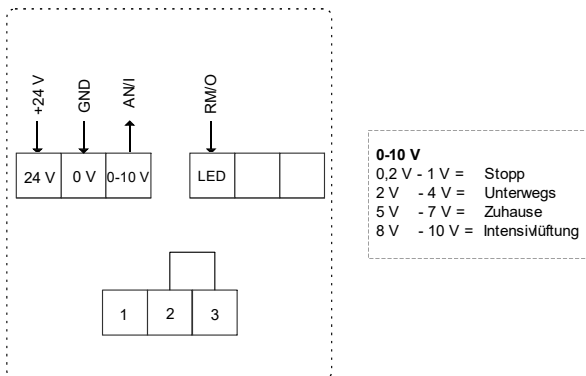 +24 V
GND
AN/I
RM/O
24 V
0 V
0-10 V
LED
1
2
3
0-10 V
0,2 V - 1 V = Stopp
2 V - 4 V = Unterwegs
5 V - 7 V = Zuhause
8 V - 10 V = Intensivlüftung